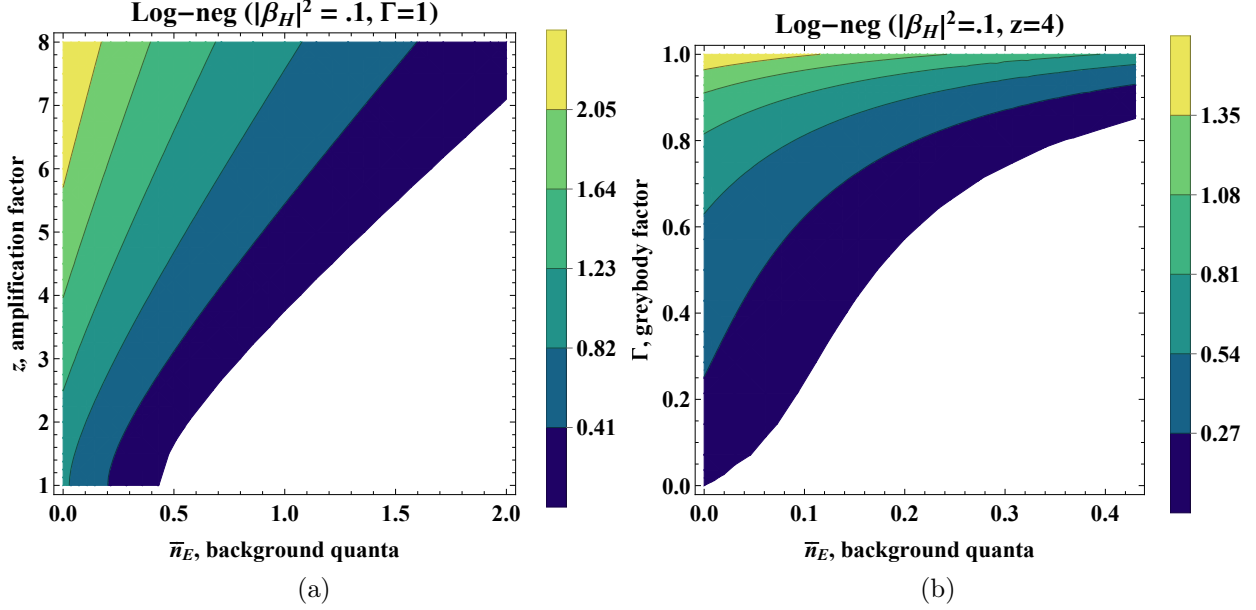 Log-neg (|β_H|² = .1, Γ=1)
8
7
6
5
4
3
2
1
z, amplification factor
0.0 0.5 1.0 1.5 2.0
n̅_E, background quanta
2.05
1.64
1.23
0.82
0.41
(a)
Log-neg (|β_H|²=.1, z=4)
1.0
0.8
0.6
0.4
0.2
0.0
Γ, greybody factor
0.0 0.1 0.2 0.3 0.4
n̅_E, background quanta
1.35
1.08
0.81
0.54
0.27
(b)